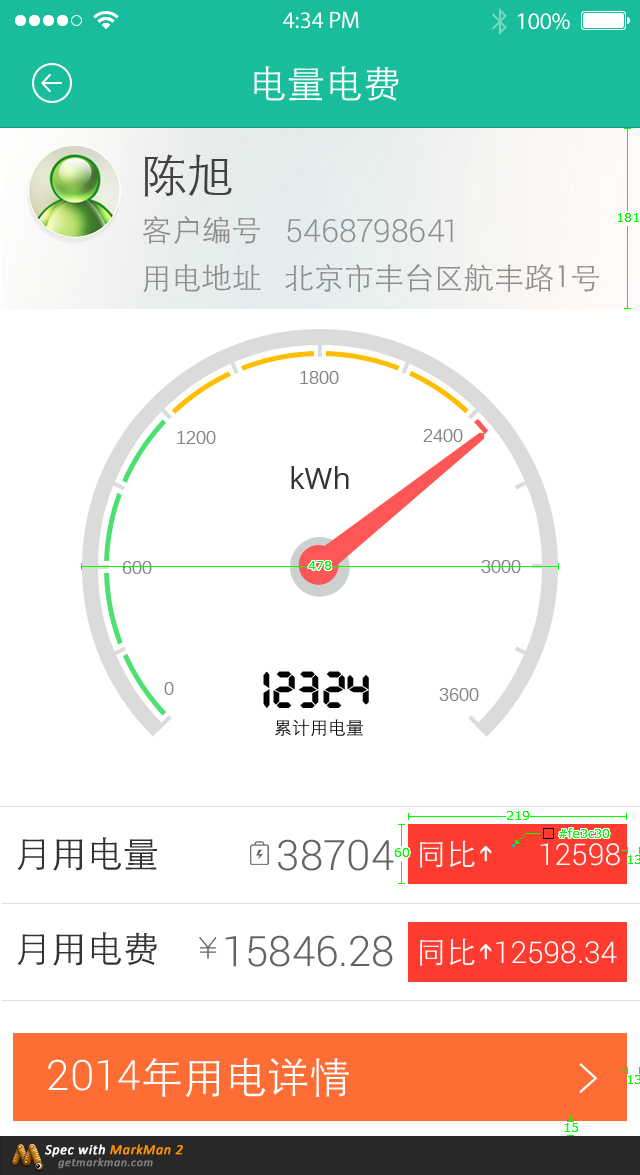 4:34 PM 100%
电量电费
陈旭
客户编号 5468798641
用电地址 北京市丰台区航丰路1号
181
1800
1200 2400
kWh
600 478 3000
0 3600
12324
累计用电量
219
#fe3c30
月用电量 38704 60 同比↑ 12598 13
月用电费 ¥15846.28 同比↑12598.34
2014年用电详情 13
15
Spec with MarkMan 2
getmarkman.com